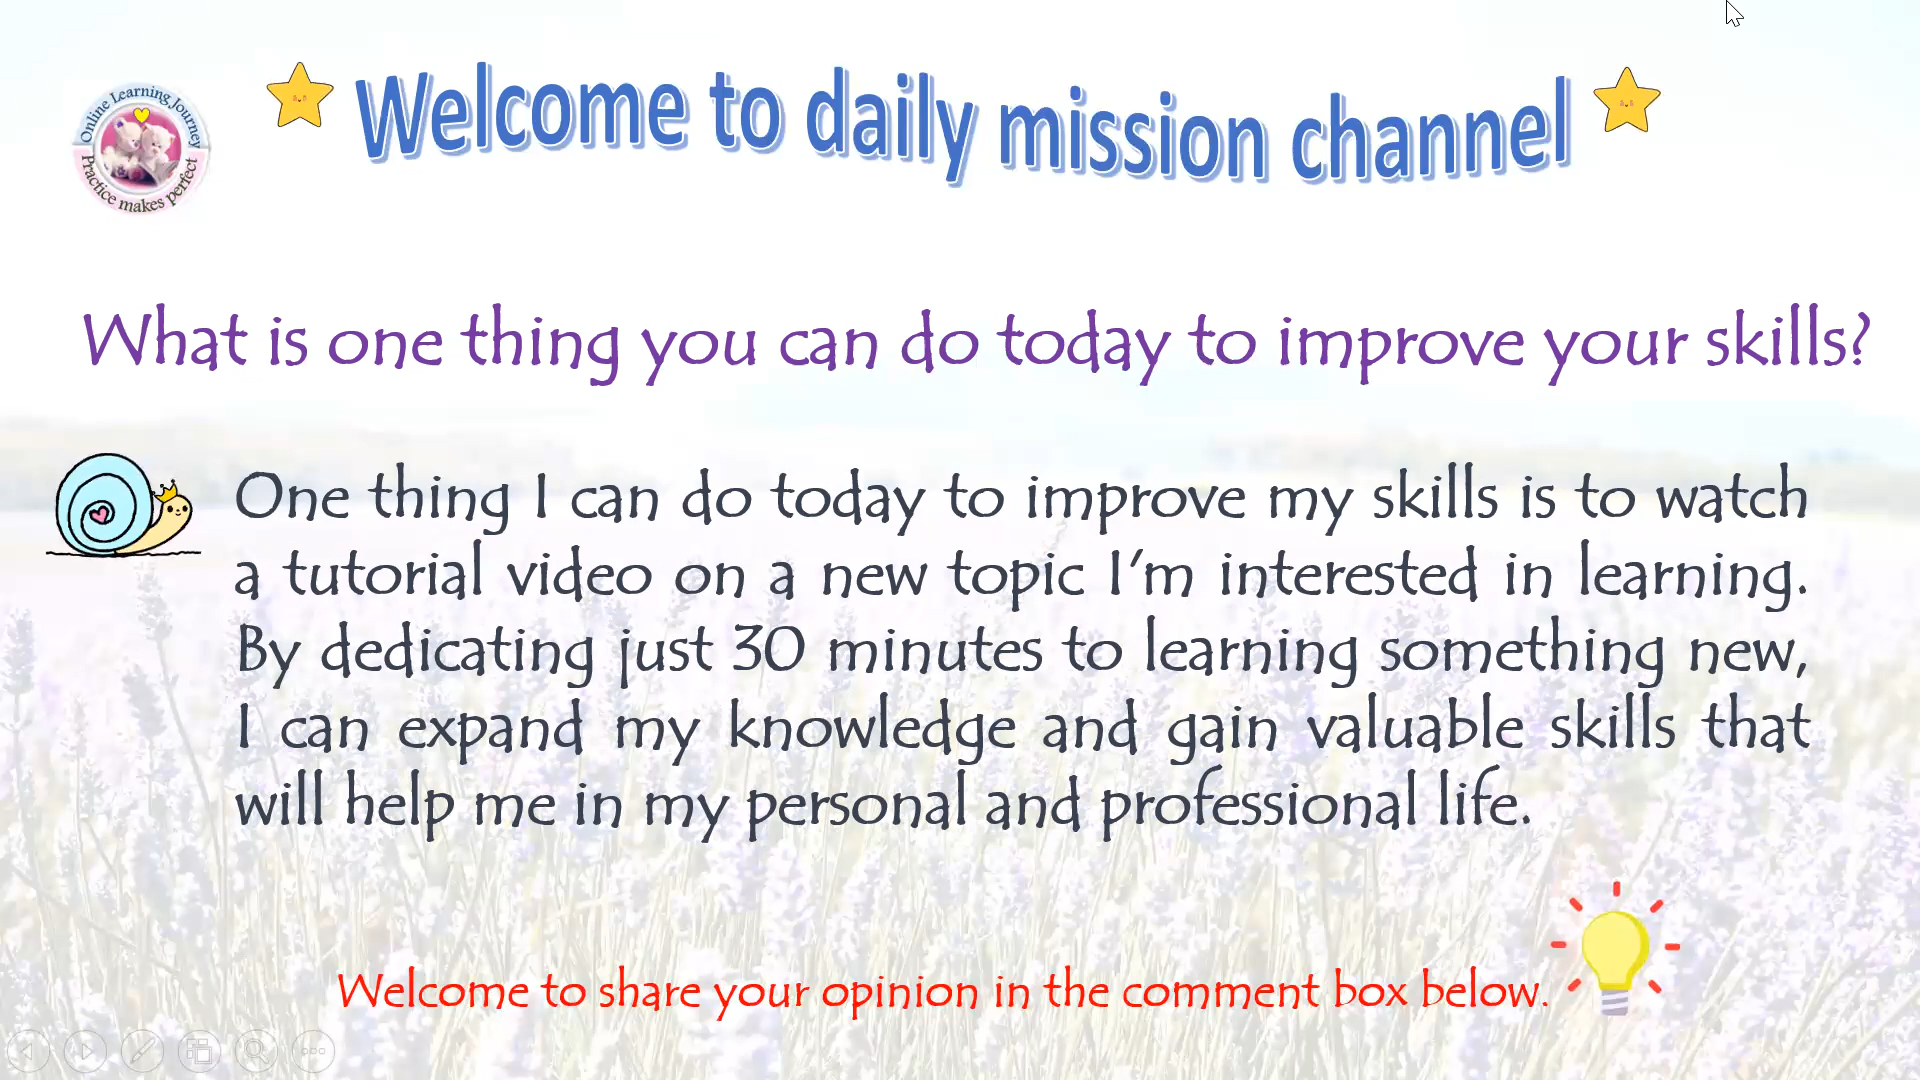 Online Learning Journey
Practice makes perfect
Welcome to daily mission channel
What is one thing you can do today to improve your skills?
One thing I can do today to improve my skills is to watch
a tutorial video on a new topic I'm interested in learning.
By dedicating just 30 minutes to learning something new,
I can expand my knowledge and gain valuable skills that
will help me in my personal and professional life.
Welcome to share your opinion in the comment box below.